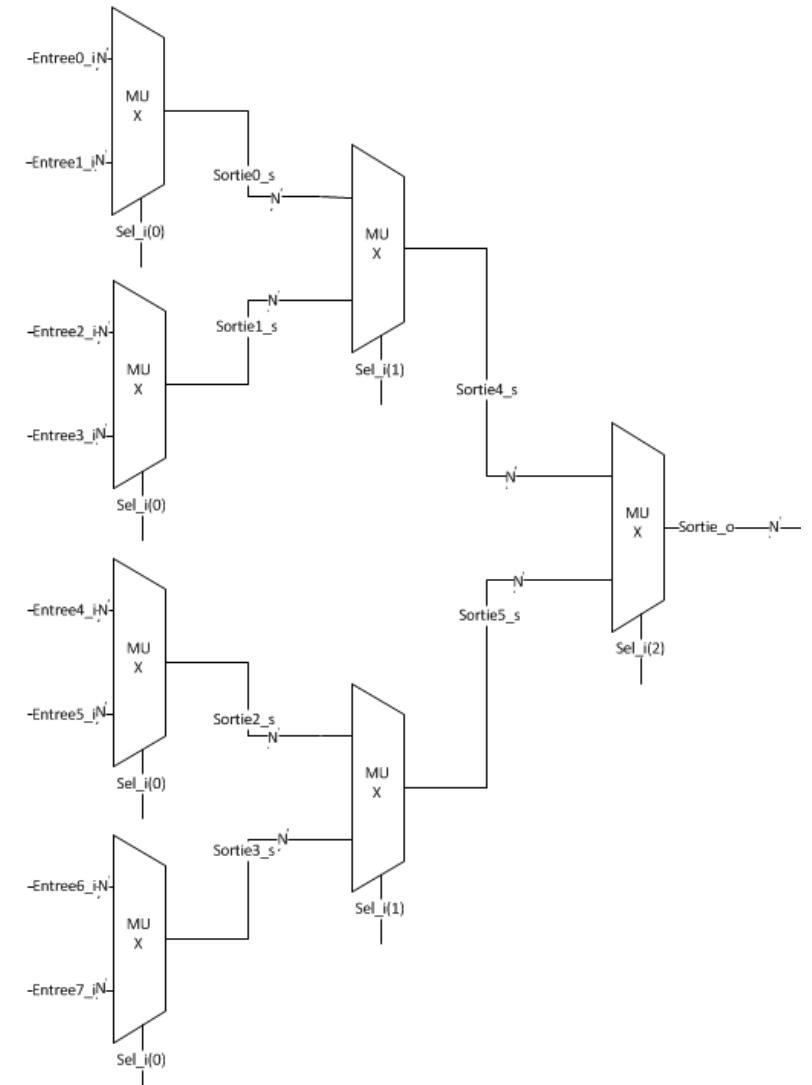 Entree0_i N
MU
X
Entree1_i N
Sel_i(0)
Sortie0_s
N
MU
X
Entree2_i N
MU
X
Entree3_i N
Sel_i(0)
N
Sortie1_s
Sel_i(1)
Sortie4_s
N
MU
X
Sortie_o N
Entree4_i N
MU
X
Entree5_i N
Sel_i(0)
Sortie2_s
N
MU
X
N
Sortie5_s
Sel_i(2)
N
Sortie3_s
Entree6_i N
MU
X
Entree7_i N
Sel_i(0)
Sel_i(1)